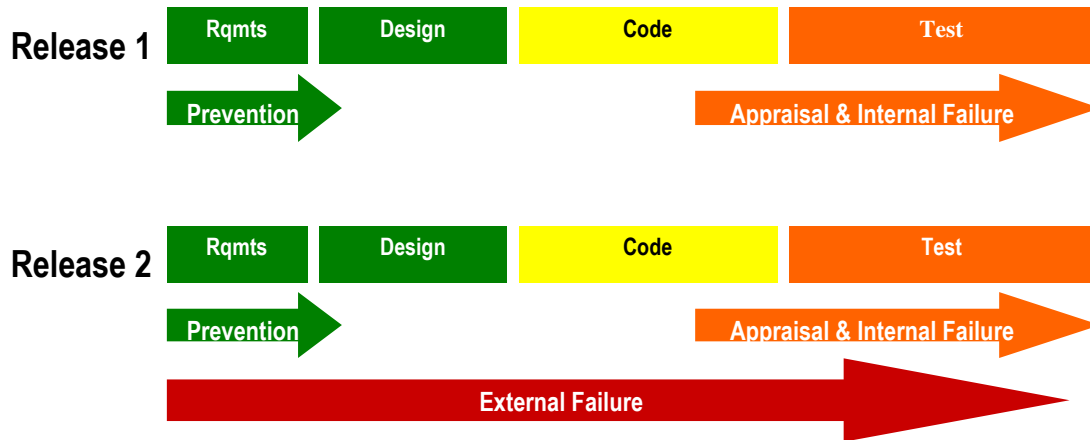 Release 1
Rqmts
Design
Code
Test
Prevention
Appraisal & Internal Failure
Release 2
Rqmts
Design
Code
Test
Prevention
Appraisal & Internal Failure
External Failure